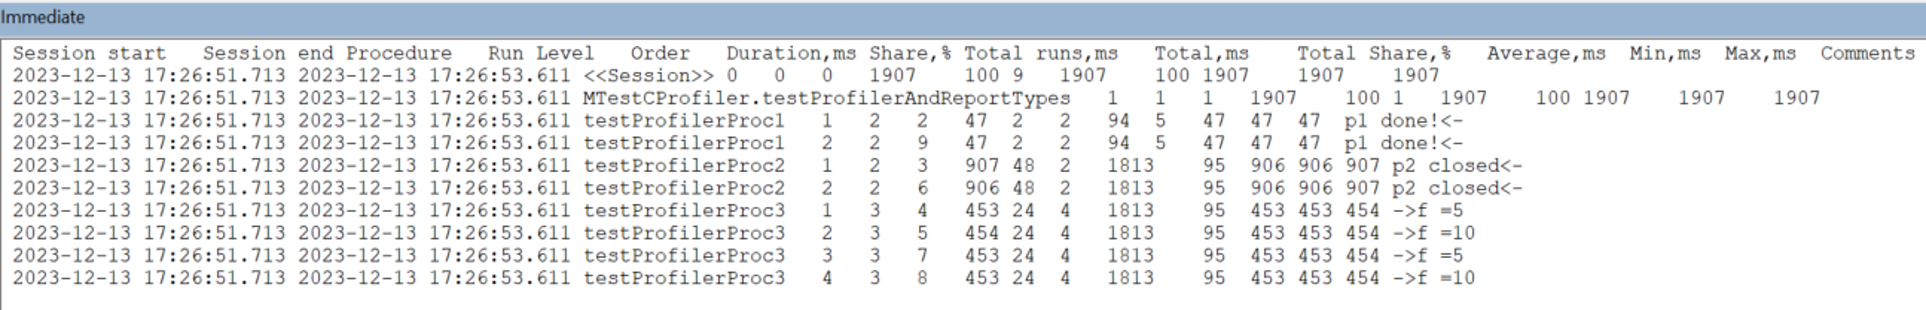 Immediate
Session start Session end Procedure Run Level Order Duration,ms Share,% Total runs,ms Total,ms Total Share,% Average,ms Min,ms Max,ms Comments
2023-12-13 17:26:51.713 2023-12-13 17:26:53.611 <<Session>> 0 0 0 1907 100 9 1907 100 1907 1907 1907
2023-12-13 17:26:51.713 2023-12-13 17:26:53.611 MTestCProfiler.testProfilerAndReportTypes 1 1 1 1907 100 1 1907 100 1907 1907 1907
2023-12-13 17:26:51.713 2023-12-13 17:26:53.611 testProfilerProc1 1 2 2 47 2 2 94 5 47 47 47 p1 done!<-
2023-12-13 17:26:51.713 2023-12-13 17:26:53.611 testProfilerProc1 2 2 9 47 2 2 94 5 47 47 47 p1 done!<-
2023-12-13 17:26:51.713 2023-12-13 17:26:53.611 testProfilerProc2 1 2 3 907 48 2 1813 95 906 906 907 p2 closed<-
2023-12-13 17:26:51.713 2023-12-13 17:26:53.611 testProfilerProc2 2 2 6 906 48 2 1813 95 906 906 907 p2 closed<-
2023-12-13 17:26:51.713 2023-12-13 17:26:53.611 testProfilerProc3 1 3 4 453 24 4 1813 95 453 453 454 ->f =5
2023-12-13 17:26:51.713 2023-12-13 17:26:53.611 testProfilerProc3 2 3 5 454 24 4 1813 95 453 453 454 ->f =10
2023-12-13 17:26:51.713 2023-12-13 17:26:53.611 testProfilerProc3 3 3 7 453 24 4 1813 95 453 453 454 ->f =5
2023-12-13 17:26:51.713 2023-12-13 17:26:53.611 testProfilerProc3 4 3 8 453 24 4 1813 95 453 453 454 ->f =10